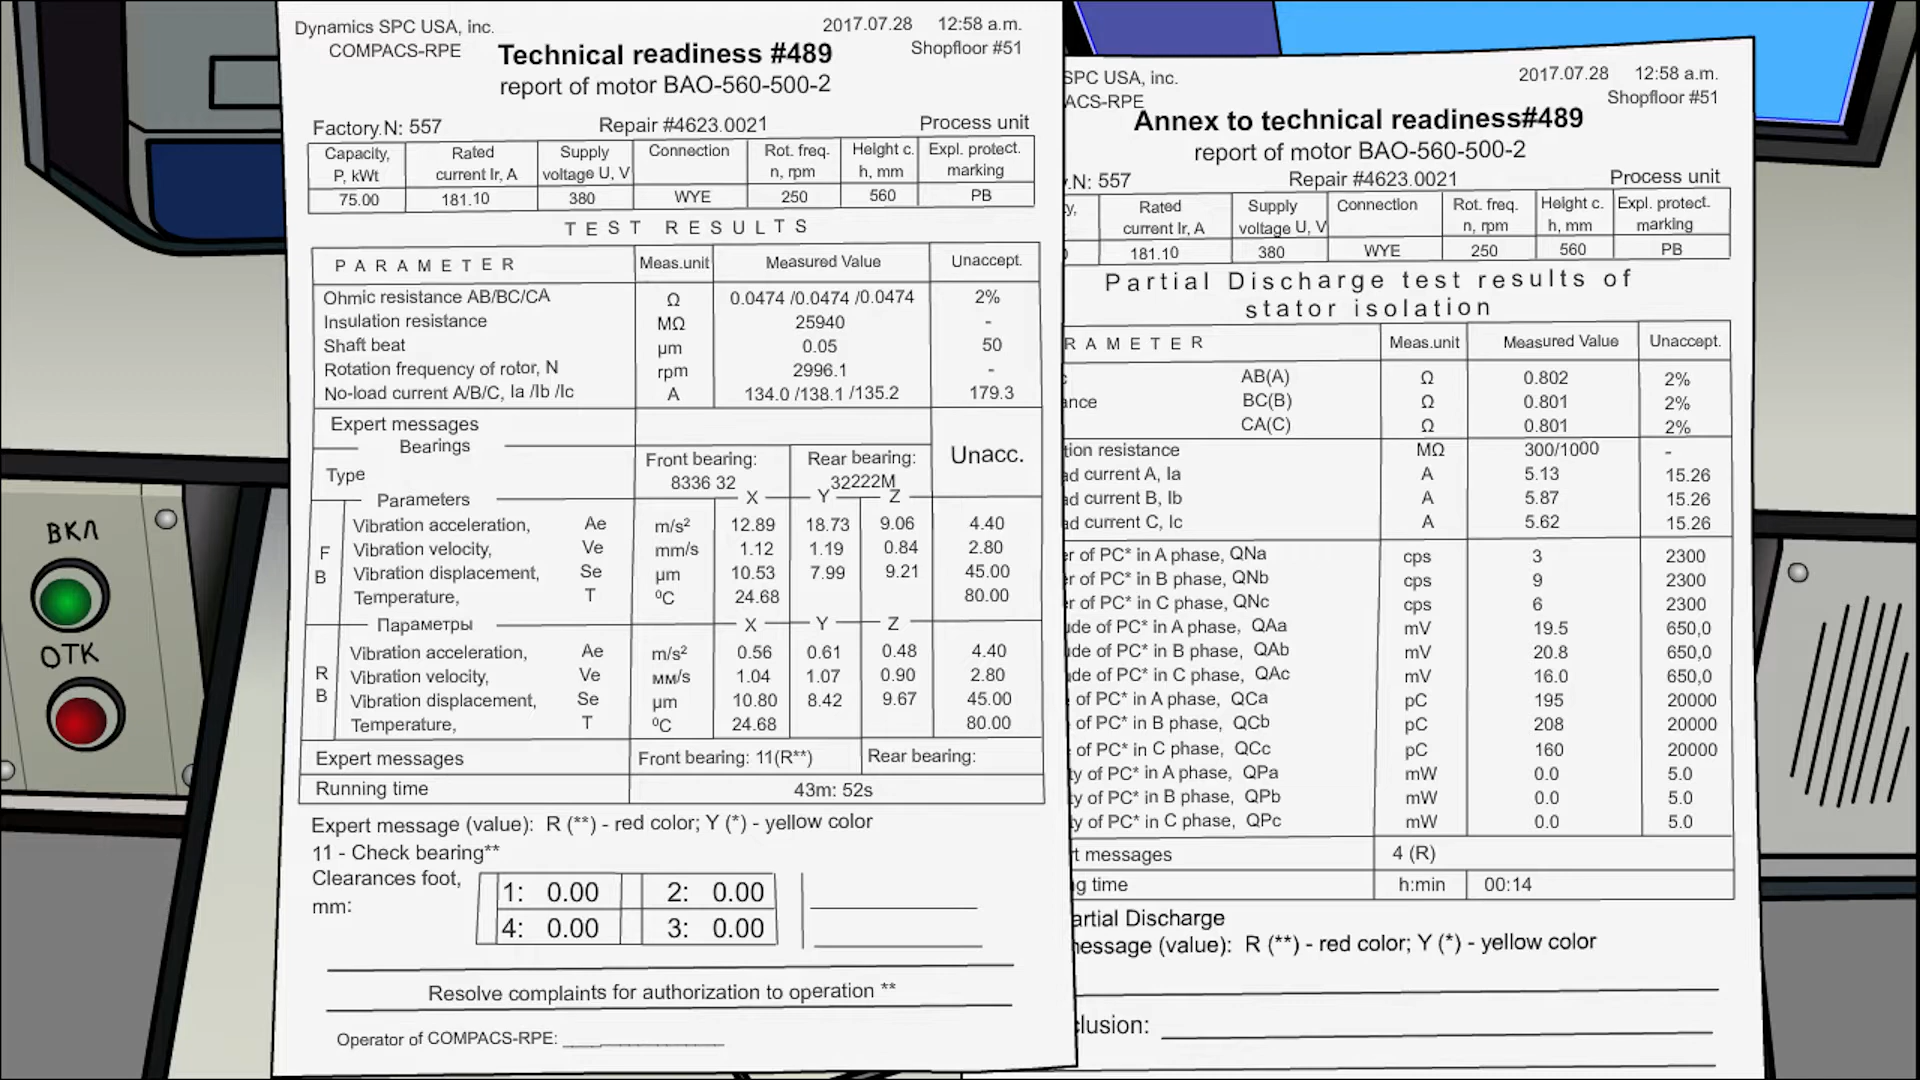 Dynamics SPC USA, inc.
COMPACS-RPE
2017.07.28 12:58 a.m.
Shopfloor #51
Technical readiness #489
report of motor BAO-560-500-2
Factory.N: 557 Repair #4623.0021 Process unit
Capacity, P, kWt Rated current Ir, A Supply voltage U, V Connection Rot. freq. n, rpm Height c. h, mm Expl. protect. marking
75.00 181.10 380 WYE 250 560 PB
TEST RESULTS
PARAMETER Meas.unit Measured Value Unaccept.
Ohmic resistance AB/BC/CA Ω 0.0474 /0.0474 /0.0474 2%
Insulation resistance MΩ 25940 -
Shaft beat µm 0.05 50
Rotation frequency of rotor, N rpm 2996.1 -
No-load current A/B/C, Ia /Ib /Ic A 134.0 /138.1 /135.2 179.3
Expert messages
Bearings
Type Front bearing: 8336 32 Rear bearing: 32222M Unacc.
Parameters X Y Z
FB
Vibration acceleration, Ae m/s² 12.89 18.73 9.06 4.40
Vibration velocity, Ve mm/s 1.12 1.19 0.84 2.80
Vibration displacement, Se µm 10.53 7.99 9.21 45.00
Temperature, T ⁰C 24.68 80.00
Параметры X Y Z
RB
Vibration acceleration, Ae m/s² 0.56 0.61 0.48 4.40
Vibration velocity, Ve мм/s 1.04 1.07 0.90 2.80
Vibration displacement, Se µm 10.80 8.42 9.67 45.00
Temperature, T ⁰C 24.68 80.00
Expert messages Front bearing: 11(R**) Rear bearing:
Running time 43m: 52s
Expert message (value): R (**) - red color; Y (*) - yellow color
11 - Check bearing**
Clearances foot, mm:
1: 0.00 2: 0.00
4: 0.00 3: 0.00
Resolve complaints for authorization to operation **
Operator of COMPACS-RPE:
SPC USA, inc.
ACS-RPE
2017.07.28 12:58 a.m.
Shopfloor #51
Annex to technical readiness#489
report of motor BAO-560-500-2
.N: 557 Repair #4623.0021 Process unit
y, Rated current Ir, A Supply voltage U, V Connection Rot. freq. n, rpm Height c. h, mm Expl. protect. marking
0 181.10 380 WYE 250 560 PB
Partial Discharge test results of
stator isolation
RAMETER Meas.unit Measured Value Unaccept.
AB(A) Ω 0.802 2%
ance BC(B) Ω 0.801 2%
CA(C) Ω 0.801 2%
tion resistance MΩ 300/1000 -
ad current A, Ia A 5.13 15.26
ad current B, Ib A 5.87 15.26
ad current C, Ic A 5.62 15.26
er of PC* in A phase, QNa cps 3 2300
er of PC* in B phase, QNb cps 9 2300
er of PC* in C phase, QNc cps 6 2300
ude of PC* in A phase, QAa mV 19.5 650,0
ude of PC* in B phase, QAb mV 20.8 650,0
ude of PC* in C phase, QAc mV 16.0 650,0
of PC* in A phase, QCa pC 195 20000
of PC* in B phase, QCb pC 208 20000
of PC* in C phase, QCc pC 160 20000
ty of PC* in A phase, QPa mW 0.0 5.0
ty of PC* in B phase, QPb mW 0.0 5.0
ty of PC* in C phase, QPc mW 0.0 5.0
rt messages 4 (R)
g time h:min 00:14
artial Discharge
message (value): R (**) - red color; Y (*) - yellow color
clusion:
ВКЛ
ОТК